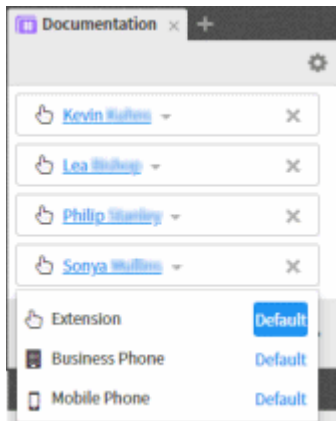 Documentation
Kevin
Lea
Philip
Sonya
Extension Default
Business Phone Default
Mobile Phone Default